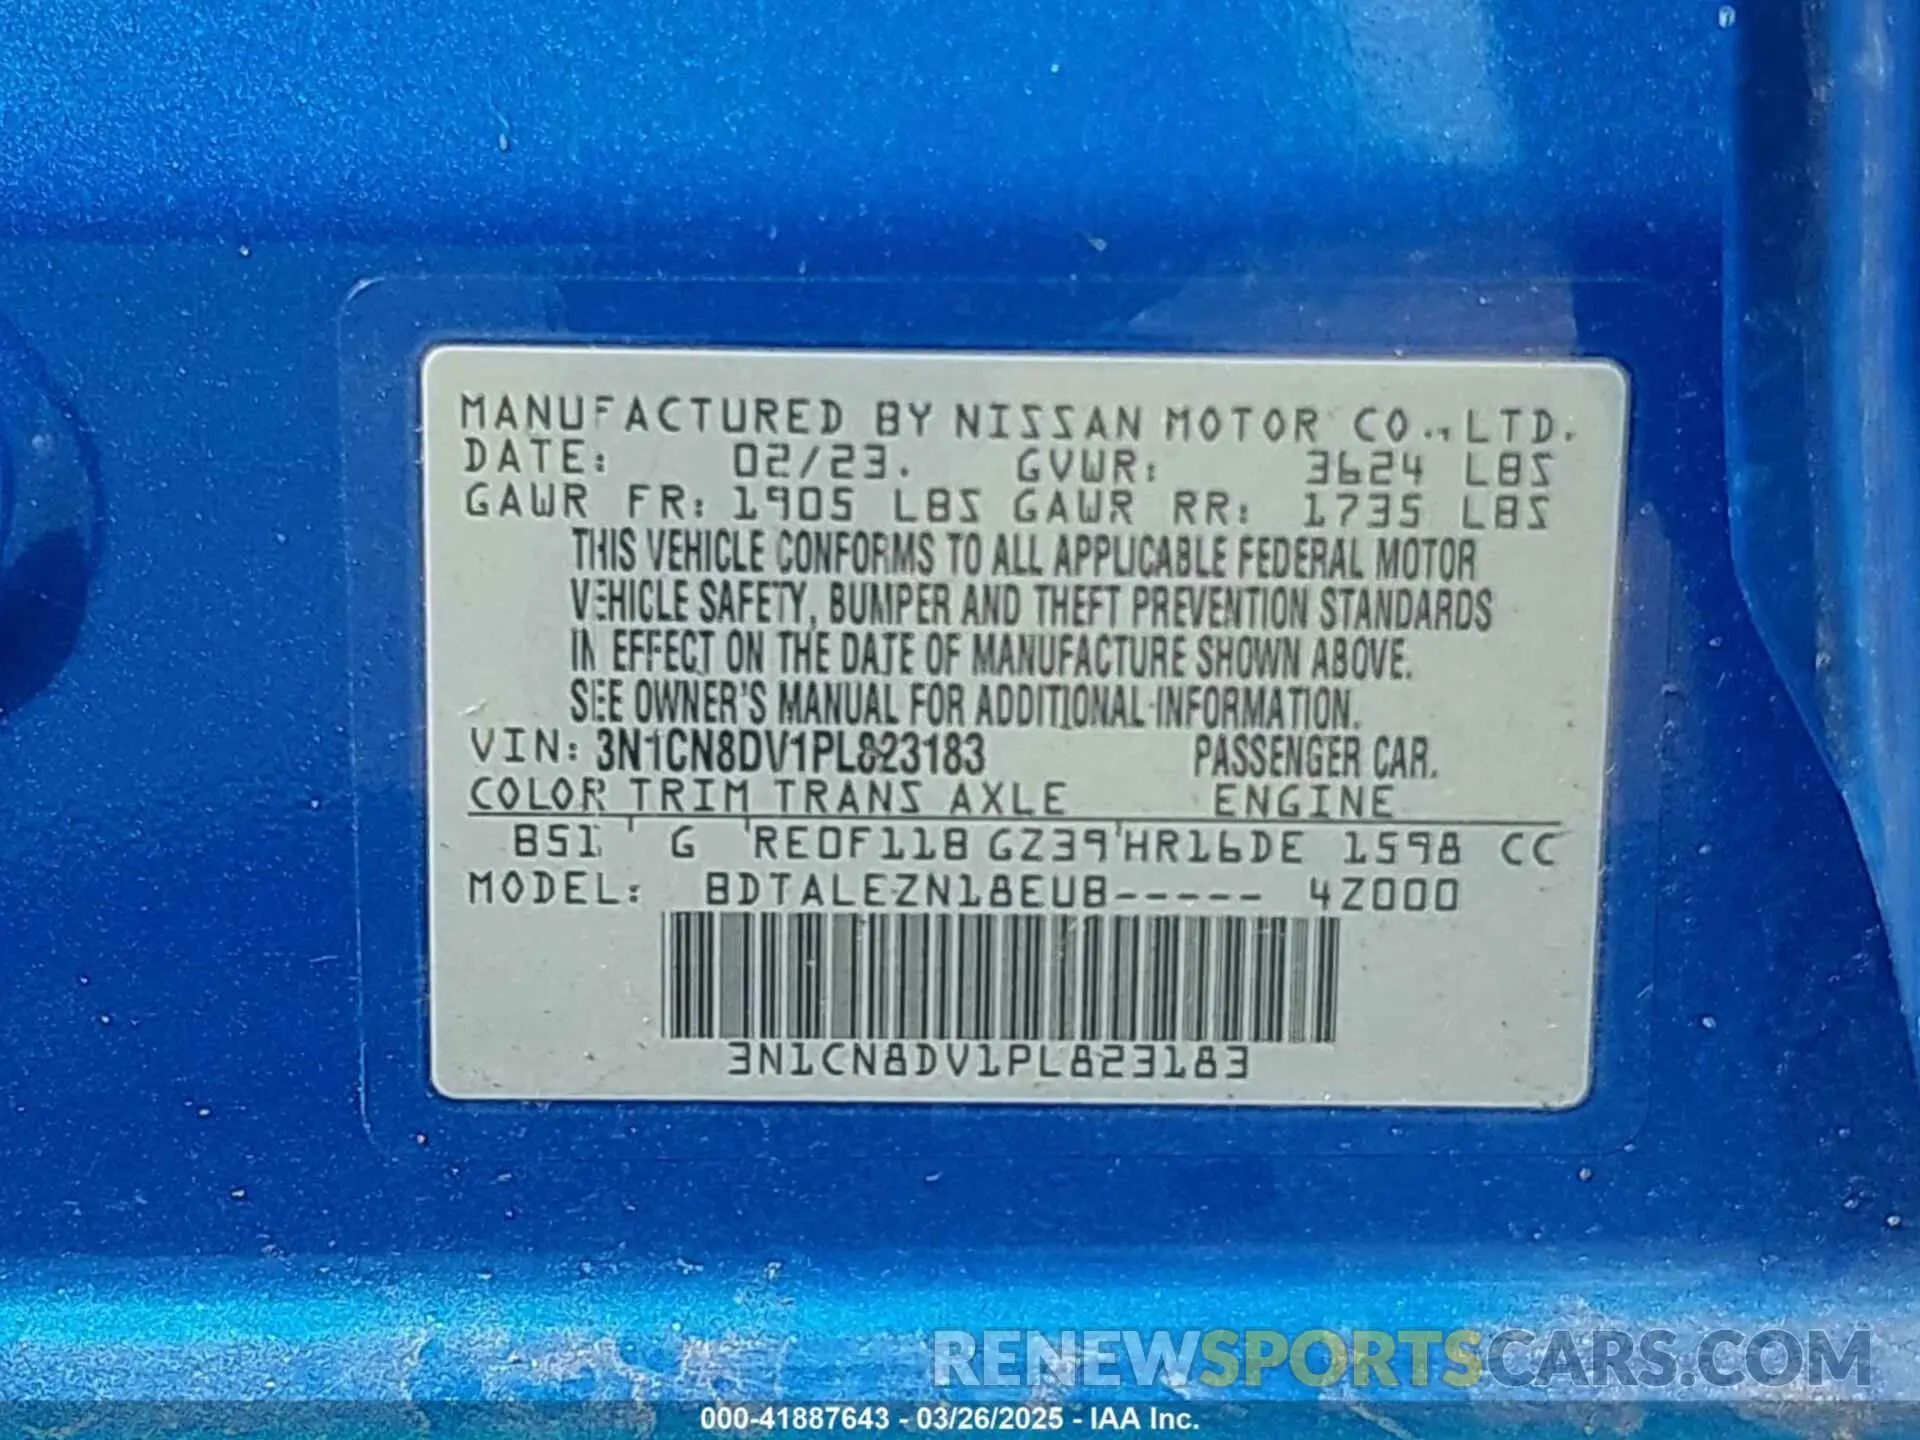 MANUFACTURED BY NISSAN MOTOR CO., LTD.
DATE: 02/23. GVWR: 3624 LBS
GAWR FR: 1905 LBS GAWR RR: 1735 LBS
THIS VEHICLE CONFORMS TO ALL APPLICABLE FEDERAL MOTOR
VEHICLE SAFETY, BUMPER AND THEFT PREVENTION STANDARDS
IN EFFECT ON THE DATE OF MANUFACTURE SHOWN ABOVE.
SEE OWNER'S MANUAL FOR ADDITIONAL INFORMATION.
VIN: 3N1CN8DV1PL823183 PASSENGER CAR.
COLOR TRIM TRANS AXLE ENGINE
B51 G RE0F11B GZ39 HR16DE 1598 CC
MODEL: BDTALEZN18EUB----- 4Z000
3N1CN8DV1PL823183
RENEWSPORTSCARS.COM
000-41887643 - 03/26/2025 - IAA Inc.